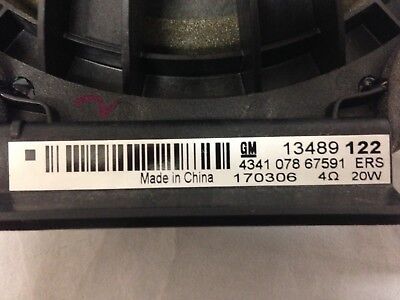 GM 13489 122
4341 078 67591 ERS
Made in China 170306 4Ω 20W